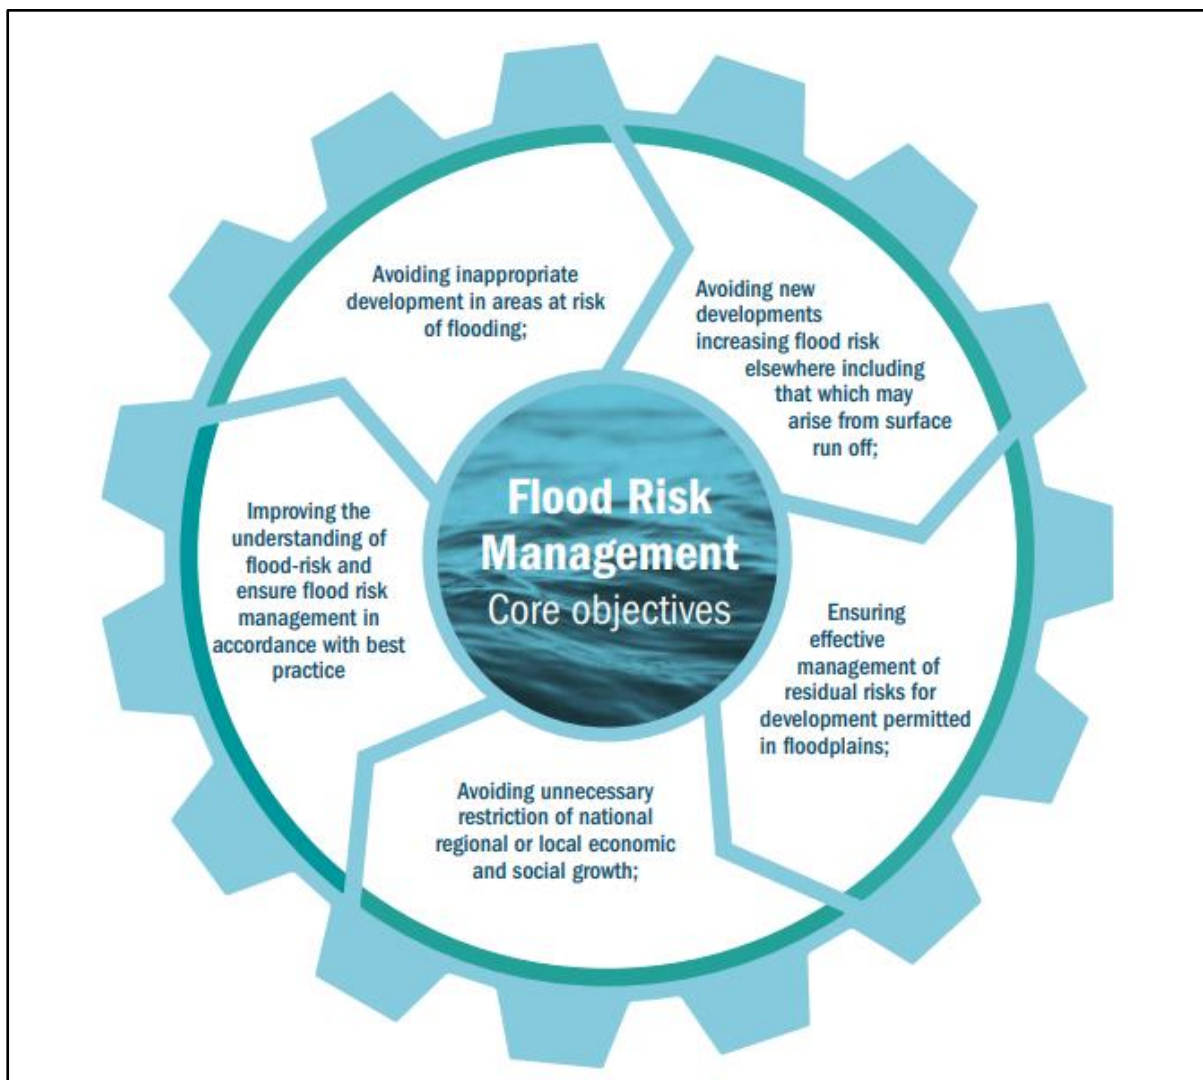 Flood Risk
Management
Core objectives
Avoiding inappropriate
development in areas at risk
of flooding;
Avoiding new
developments
increasing flood risk
elsewhere including
that which may
arise from surface
run off;
Ensuring
effective
management of
residual risks for
development permitted
in floodplains;
Avoiding unnecessary
restriction of national
regional or local economic
and social growth;
Improving the
understanding of
flood-risk and
ensure flood risk
management in
accordance with best
practice